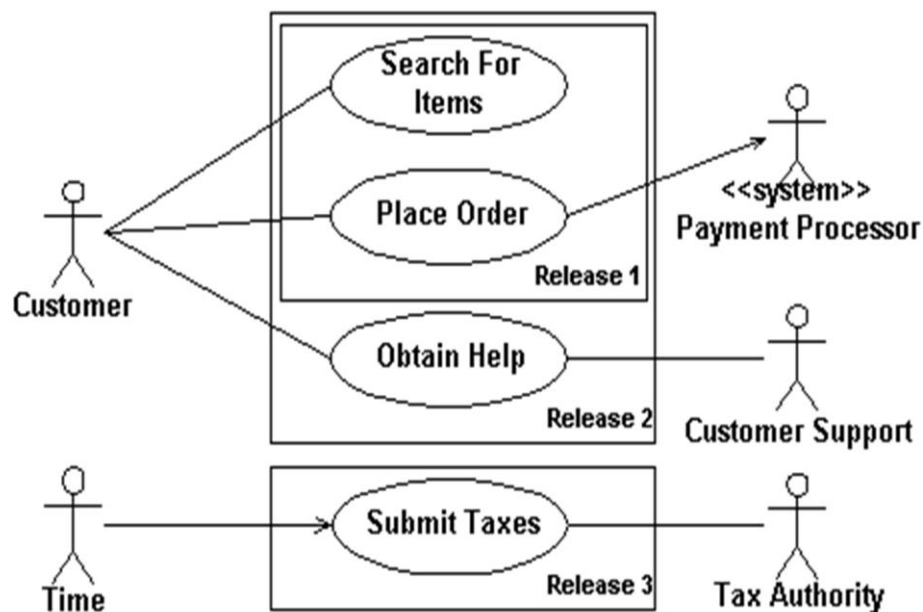 Search For
Items
<<system>>
Payment Processor
Place Order
Release 1
Customer
Obtain Help
Release 2
Customer Support
Submit Taxes
Release 3
Time
Tax Authority